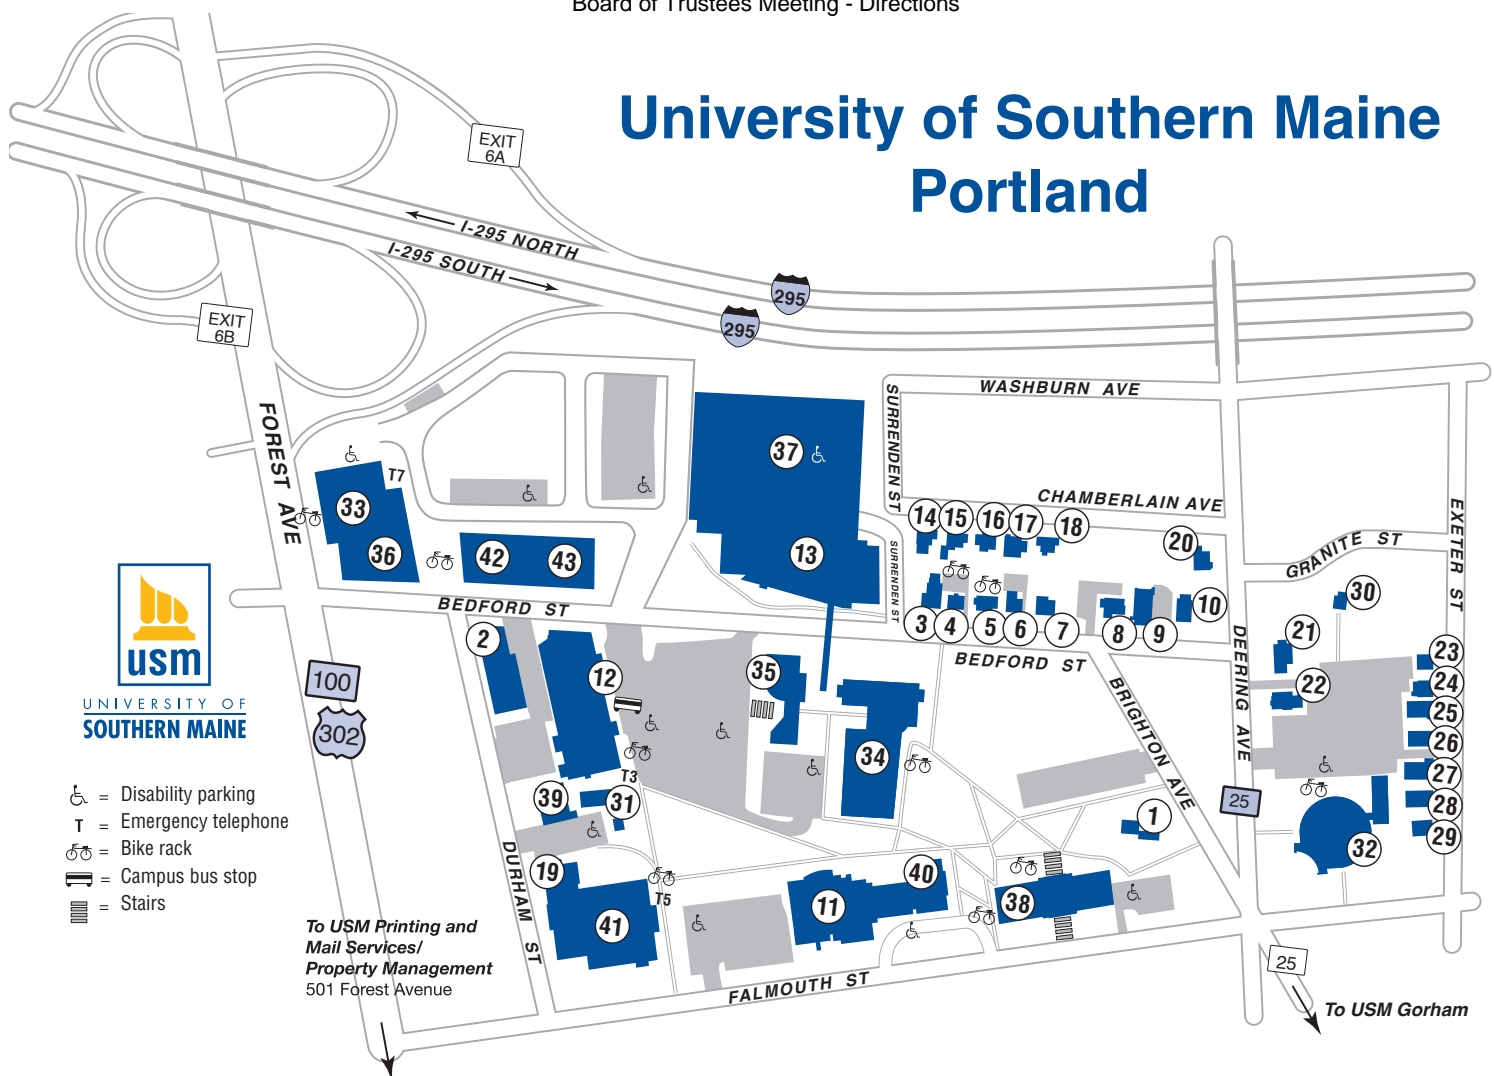 Board of Trustees Meeting - Directions
University of Southern Maine
Portland
EXIT
6A
I-295 NORTH
I-295 SOUTH
295
295
EXIT
6B
WASHBURN AVE
SURRENDEN ST
FOREST AVE
37
CHAMBERLAIN AVE
EXETER ST
T7
33
14
15
16
17
18
20
GRANITE ST
36
42
43
13
SURRENDEN ST
30
BEDFORD ST
3
4
5
6
7
8
9
10
21
DEERING AVE
BEDFORD ST
2
12
35
22
23
24
25
26
27
28
29
BRIGHTON AVE
usm
UNIVERSITY OF
SOUTHERN MAINE
100
302
34
T3
39
31
25
1
32
= Disability parking
T = Emergency telephone
= Bike rack
= Campus bus stop
= Stairs
DURHAM ST
19
T5
40
11
38
41
To USM Printing and
Mail Services/
Property Management
501 Forest Avenue
FALMOUTH ST
25
To USM Gorham